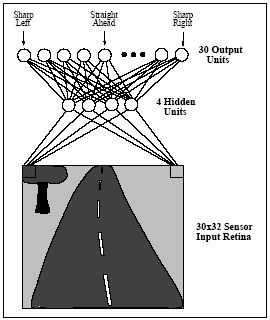 Sharp Left
Straight Ahead
Sharp Right
30 Output Units
4 Hidden Units
30x32 Sensor Input Retina